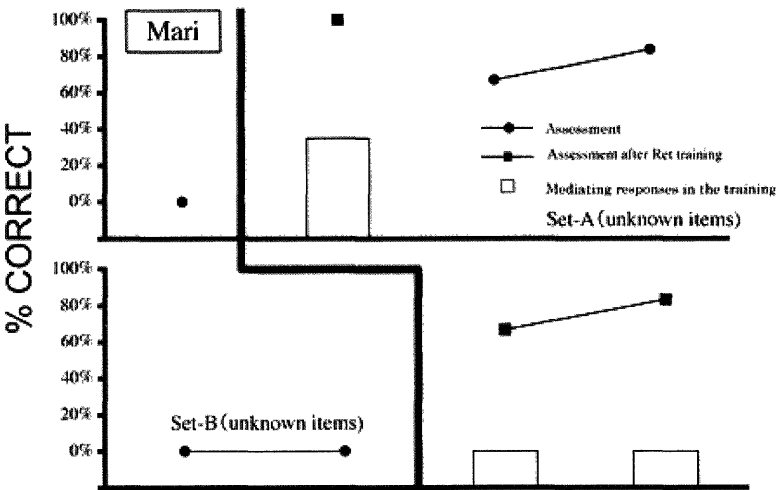 % CORRECT
Mari
100%
80%
60%
40%
20%
0%
Assessment
Assessment after Ret training
Mediating responses in the training
Set-A (unknown items)
100%
80%
60%
40%
20%
0%
Set-B (unknown items)